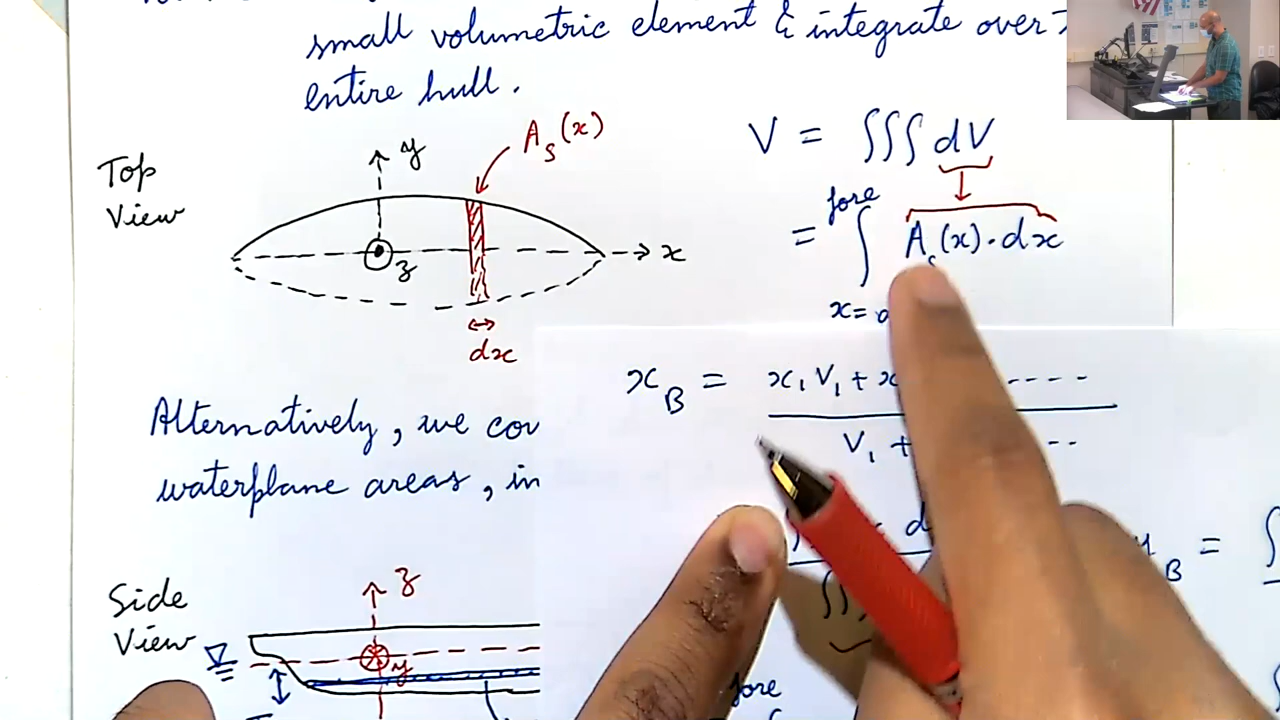 small volumetric element & integrate over
entire hull.
Top
View
y
A_s(x)
x
z
dx
V = ∫∫∫ dV
fore
= ∫ A_s(x) · dx
x=
x_B = x_1 V_1 + ----
V_1 + --
Alternatively, we
waterplane areas, in
Side
View
z
y
d
∫∫
B = ∫
fore